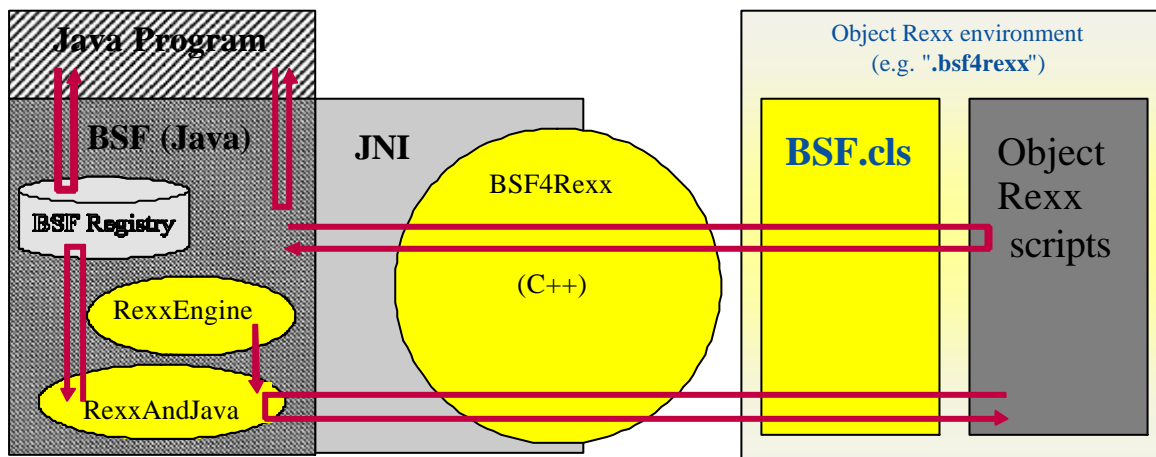 Java Program
BSF (Java)
BSF Registry
RexxEngine
RexxAndJava
JNI
BSF4Rexx
(C++)
Object Rexx environment
(e.g. ".bsf4rexx")
BSF.cls
Object
Rexx
scripts